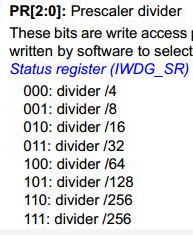 PR[2:0]: Prescaler divider
These bits are write access
written by software to select
Status register (IWDG_SR)
000: divider /4
001: divider /8
010: divider /16
011: divider /32
100: divider /64
101: divider /128
110: divider /256
111: divider /256